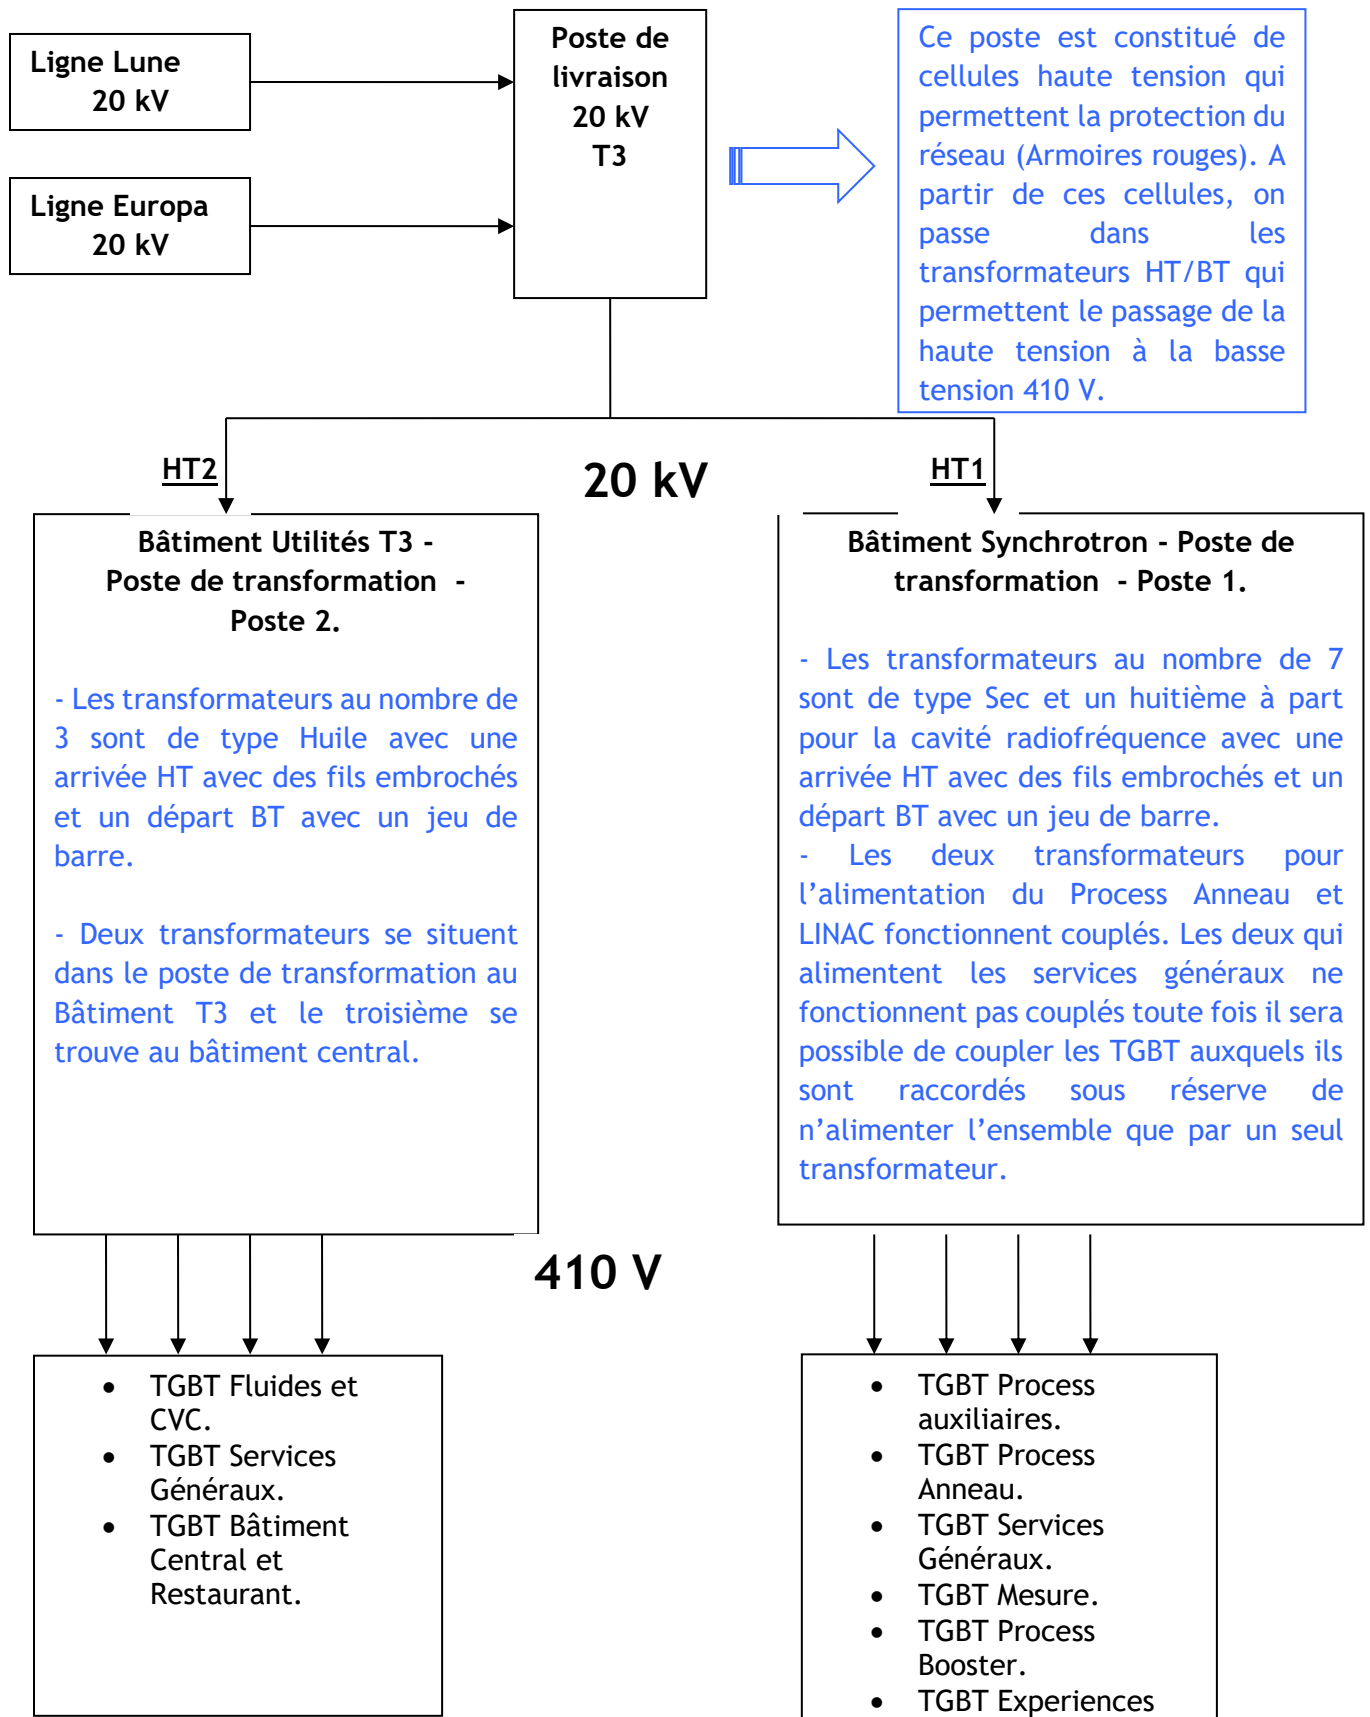 Ligne Lune
20 kV
Ligne Europa
20 kV
Poste de
livraison
20 kV
T3
Ce poste est constitué de
cellules haute tension qui
permettent la protection du
réseau (Armoires rouges). A
partir de ces cellules, on
passe dans les
transformateurs HT/BT qui
permettent le passage de la
haute tension à la basse
tension 410 V.
HT2
20 kV
HT1
Bâtiment Utilités T3 -
Poste de transformation -
Poste 2.
- Les transformateurs au nombre de
3 sont de type Huile avec une
arrivée HT avec des fils embrochés
et un départ BT avec un jeu de
barre.
- Deux transformateurs se situent
dans le poste de transformation au
Bâtiment T3 et le troisième se
trouve au bâtiment central.
Bâtiment Synchrotron - Poste de
transformation - Poste 1.
- Les transformateurs au nombre de 7
sont de type Sec et un huitième à part
pour la cavité radiofréquence avec une
arrivée HT avec des fils embrochés et un
départ BT avec un jeu de barre.
- Les deux transformateurs pour
l’alimentation du Process Anneau et
LINAC fonctionnent couplés. Les deux qui
alimentent les services généraux ne
fonctionnent pas couplés toute fois il sera
possible de coupler les TGBT auxquels ils
sont raccordés sous réserve de
n’alimenter l’ensemble que par un seul
transformateur.
410 V
• TGBT Fluides et
CVC.
• TGBT Services
Généraux.
• TGBT Bâtiment
Central et
Restaurant.
• TGBT Process
auxiliaires.
• TGBT Process
Anneau.
• TGBT Services
Généraux.
• TGBT Mesure.
• TGBT Process
Booster.
• TGBT Experiences